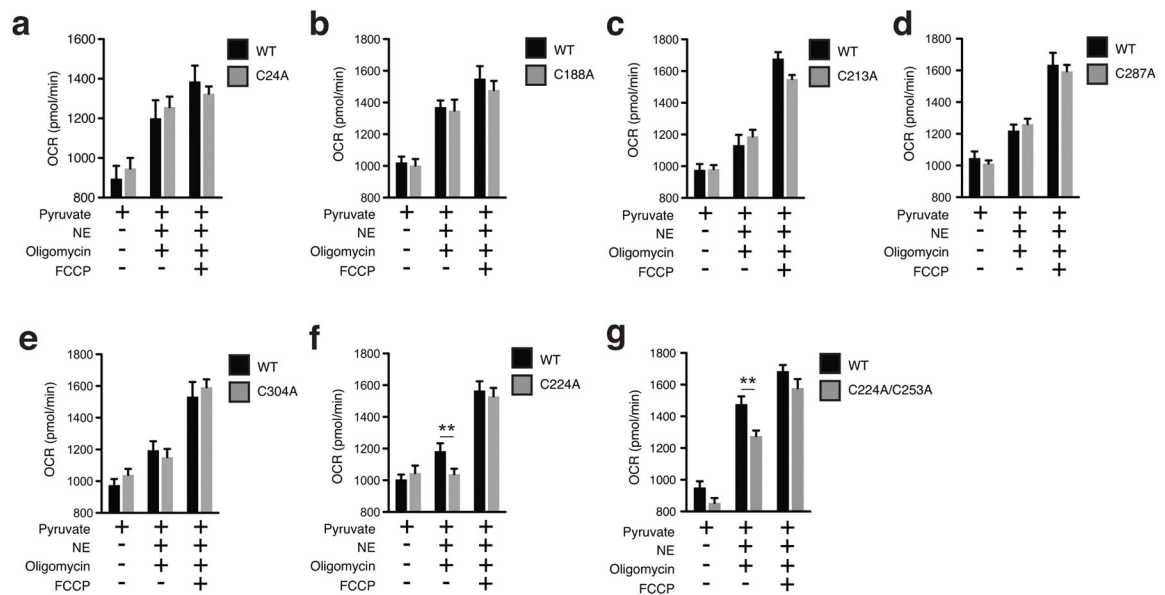 a
OCR (pmol/min)
1600
1400
1200
1000
800
WT
C24A
Pyruvate + + +
NE - + +
Oligomycin - + +
FCCP - - +
b
OCR (pmol/min)
1800
1600
1400
1200
1000
800
WT
C188A
Pyruvate + + +
NE - + +
Oligomycin - + +
FCCP - - +
c
OCR (pmol/min)
1800
1600
1400
1200
1000
800
WT
C213A
Pyruvate + + +
NE - + +
Oligomycin - + +
FCCP - - +
d
OCR (pmol/min)
1800
1600
1400
1200
1000
800
WT
C287A
Pyruvate + + +
NE - + +
Oligomycin - + +
FCCP - - +
e
OCR (pmol/min)
1800
1600
1400
1200
1000
800
WT
C304A
Pyruvate + + +
NE - + +
Oligomycin - + +
FCCP - - +
f
OCR (pmol/min)
1800
1600
1400
1200
1000
800
**
WT
C224A
Pyruvate + + +
NE - + +
Oligomycin - + +
FCCP - - +
g
OCR (pmol/min)
1800
1600
1400
1200
1000
800
**
WT
C224A/C253A
Pyruvate + + +
NE - + +
Oligomycin - + +
FCCP - - +